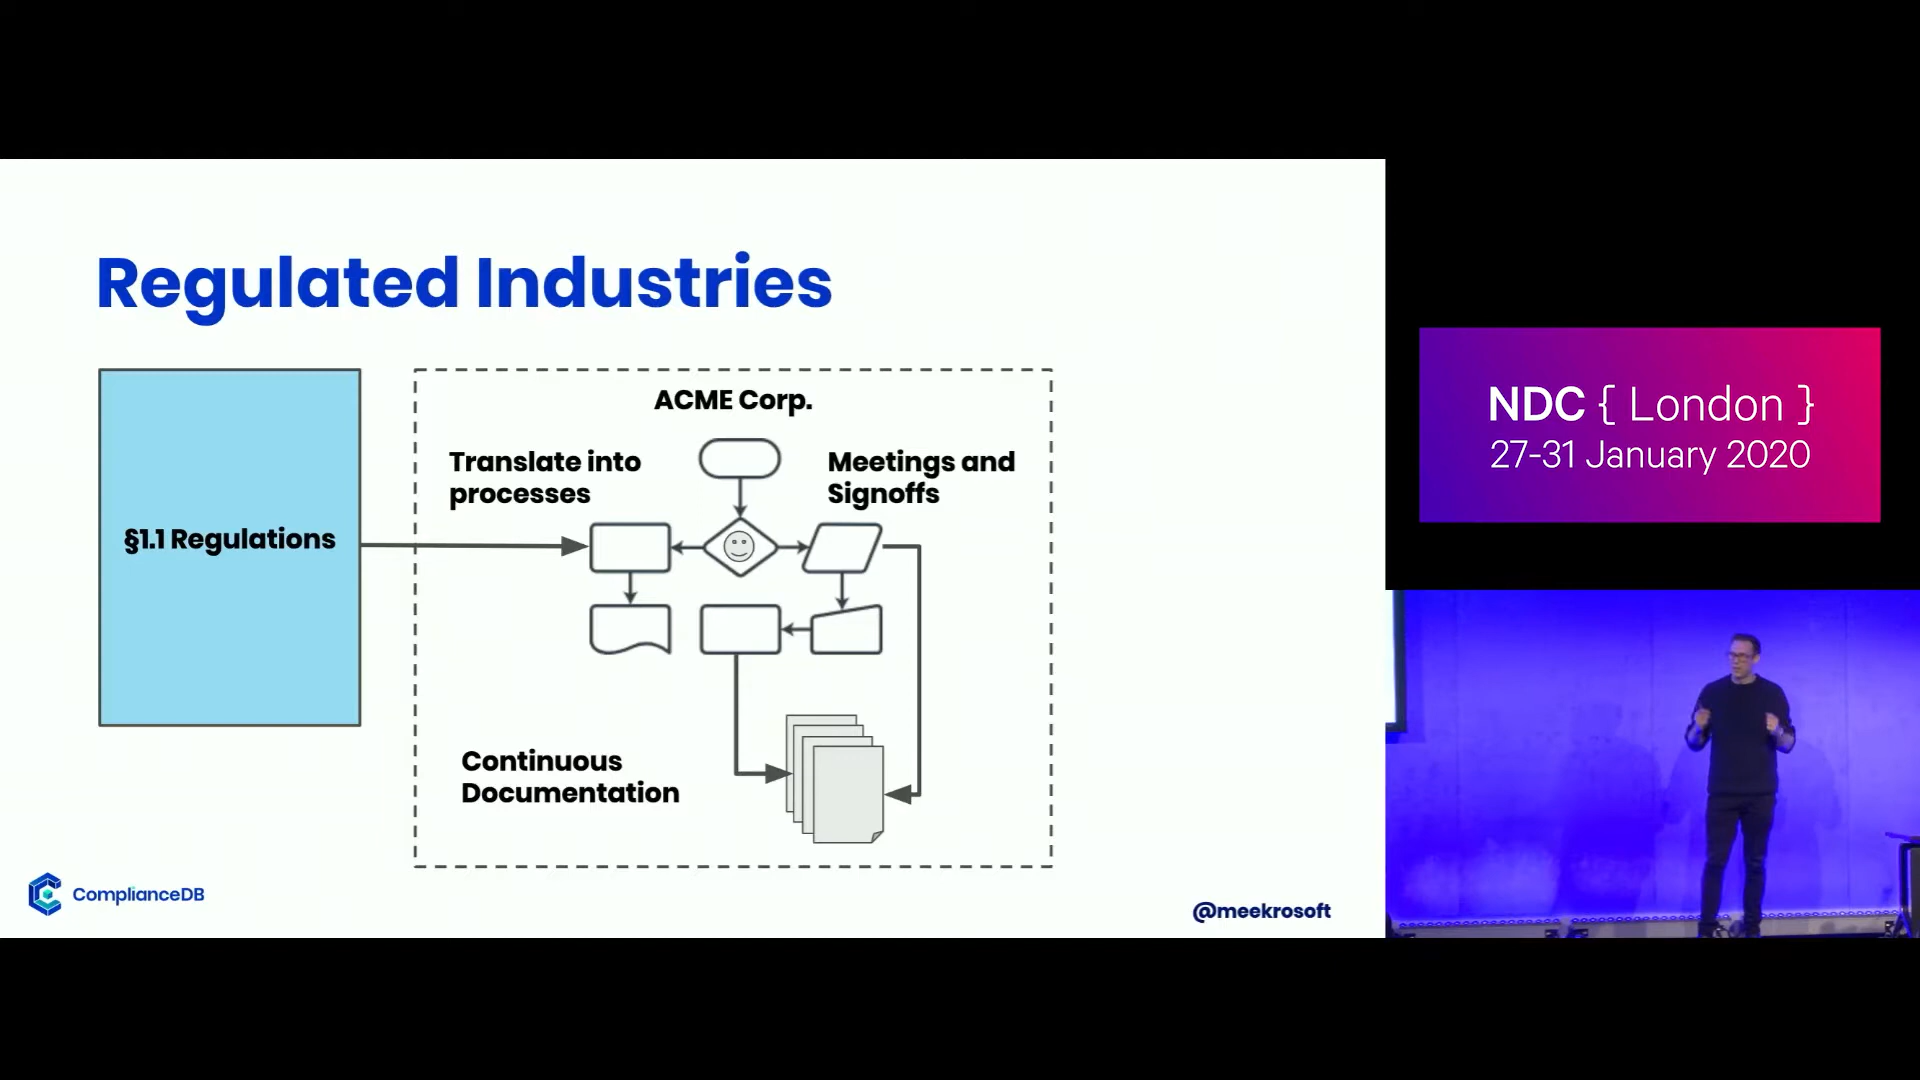 Regulated Industries
§1.1 Regulations
ACME Corp.
Translate into
processes
Meetings and
Signoffs
Continuous
Documentation
ComplianceDB
@meekrosoft
NDC { London }
27-31 January 2020